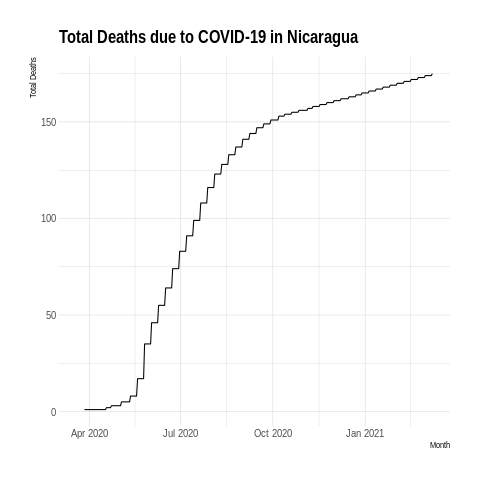 Total Deaths due to COVID-19 in Nicaragua
Total Deaths
150
100
50
0
Apr 2020 Jul 2020 Oct 2020 Jan 2021
Month